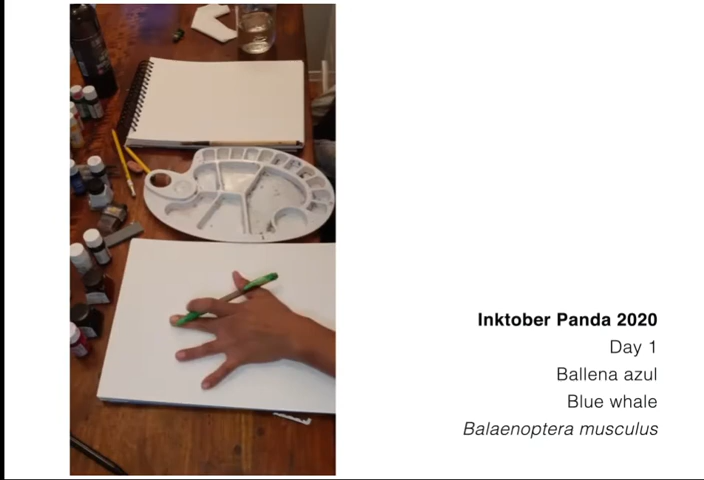 Inktober Panda 2020
Day 1
Ballena azul
Blue whale
Balaenoptera musculus